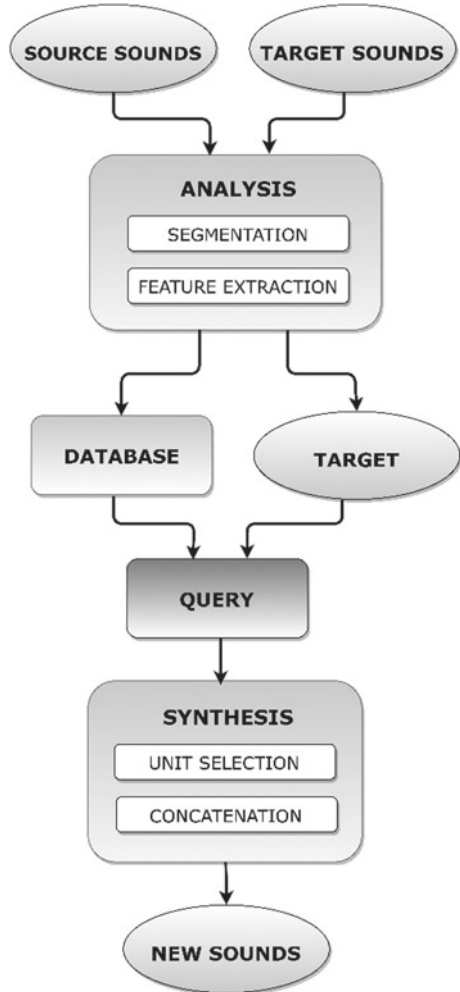 SOURCE SOUNDS
TARGET SOUNDS
ANALYSIS
SEGMENTATION
FEATURE EXTRACTION
DATABASE
TARGET
QUERY
SYNTHESIS
UNIT SELECTION
CONCATENATION
NEW SOUNDS